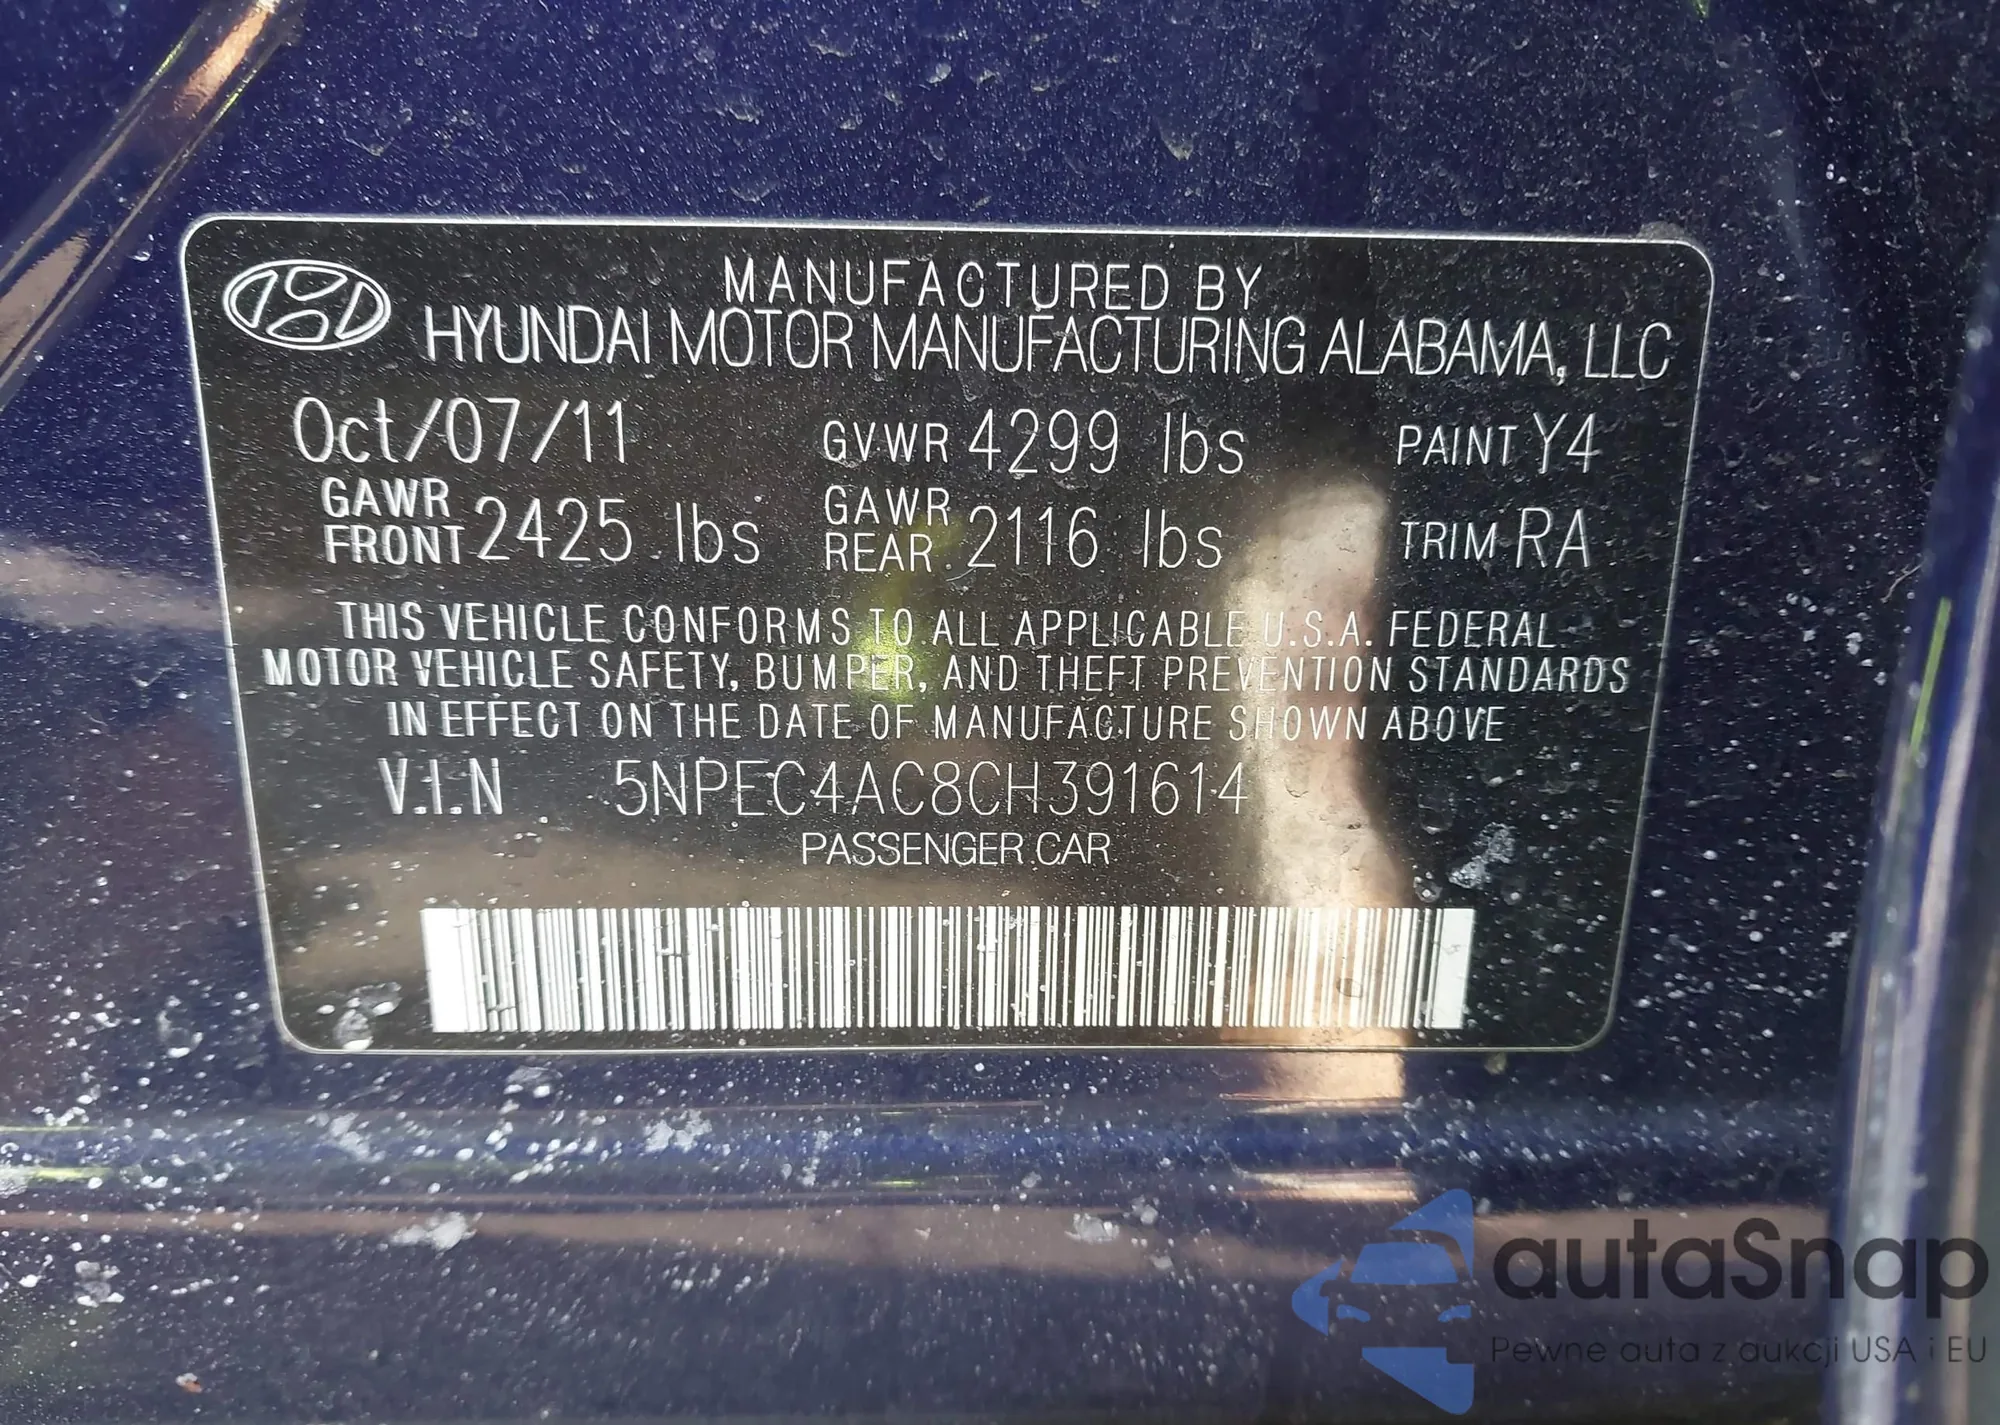 MANUFACTURED BY
HYUNDAI MOTOR MANUFACTURING ALABAMA, LLC
Oct/07/11 GVWR 4299 lbs PAINT Y4
GAWR FRONT 2425 lbs GAWR REAR 2116 lbs TRIM RA
THIS VEHICLE CONFORMS TO ALL APPLICABLE U.S.A. FEDERAL
MOTOR VEHICLE SAFETY, BUMPER, AND THEFT PREVENTION STANDARDS
IN EFFECT ON THE DATE OF MANUFACTURE SHOWN ABOVE
V.I.N 5NPEC4AC8CH391614
PASSENGER CAR
autaSnap
Pewne auta z aukcji USA i EU